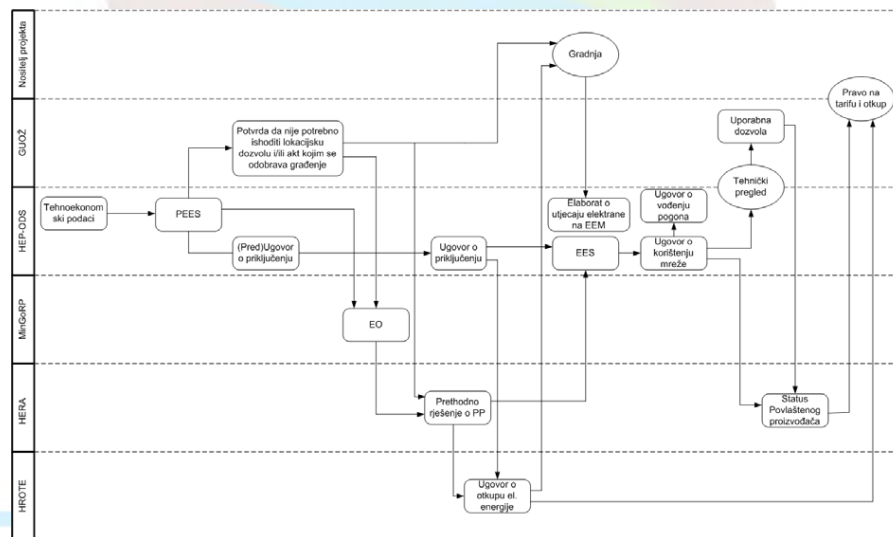 Nositelj projekta
Gradnja
Pravo na
tarifu i otkup
GUOŽ
Potvrda da nije potrebno
ishoditi lokacijsku
dozvolu i/ili akt kojim se
odobrava građenje
Uporabna
dozvola
Tehnički
pregled
HEP-ODS
Tehnoekonom
ski podaci
PEES
(Pred)Ugovor
o priključenju
Ugovor o
priključenju
Elaborat o
utjecaju elektrane
na EEM
EES
Ugovor o
vođenju
pogona
Ugovor o
korištenju
mreže
MinGoRP
EO
HERA
Prethodno
rješenje o PP
Status
Povlaštenog
proizvođača
HROTE
Ugovor o
otkupu el.
energije